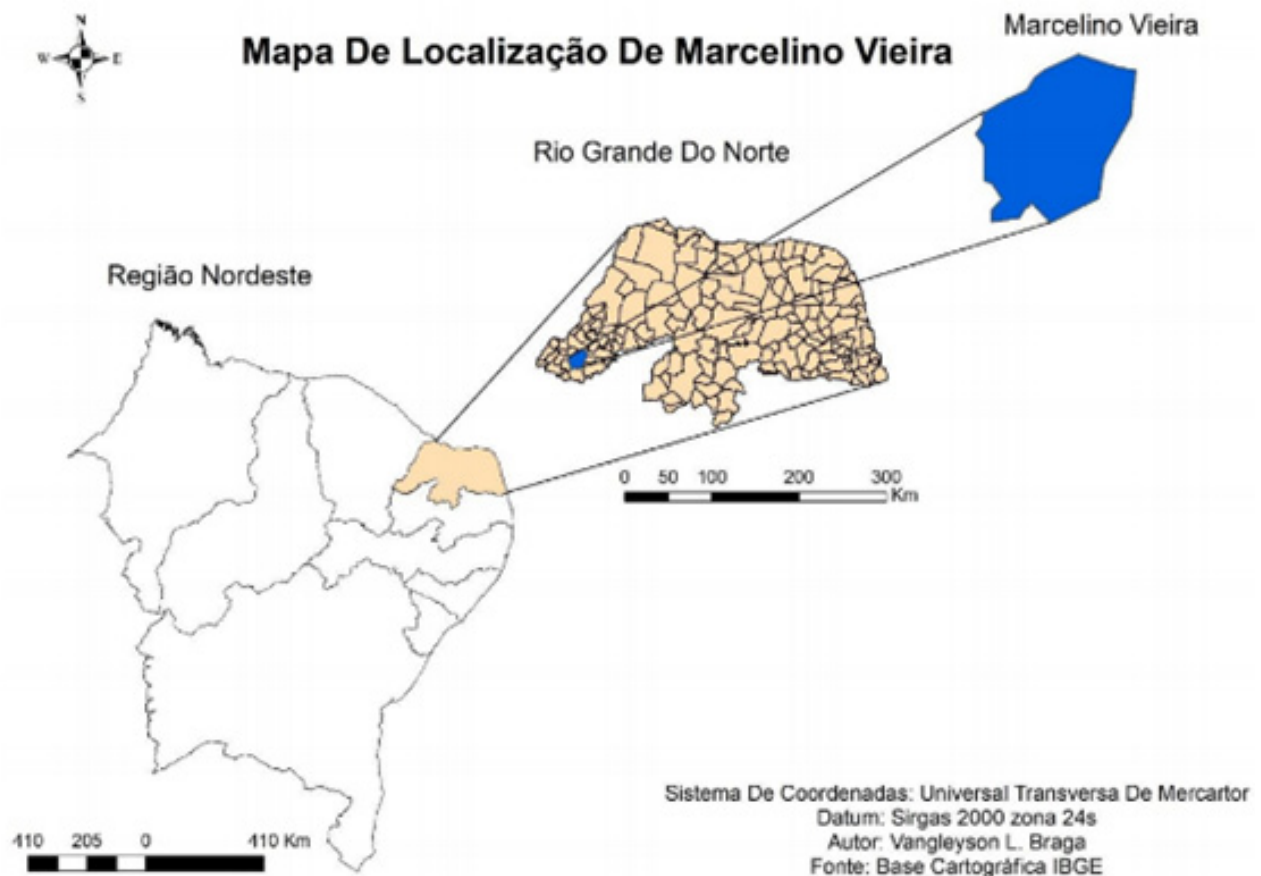 N
W E
S
Mapa De Localização De Marcelino Vieira
Marcelino Vieira
Rio Grande Do Norte
Região Nordeste
0 50 100 200 300
Km
410 205 0 410 Km
Sistema De Coordenadas: Universal Transversa De Mercartor
Datum: Sirgas 2000 zona 24s
Autor: Vangleyson L. Braga
Fonte: Base Cartográfica IBGE